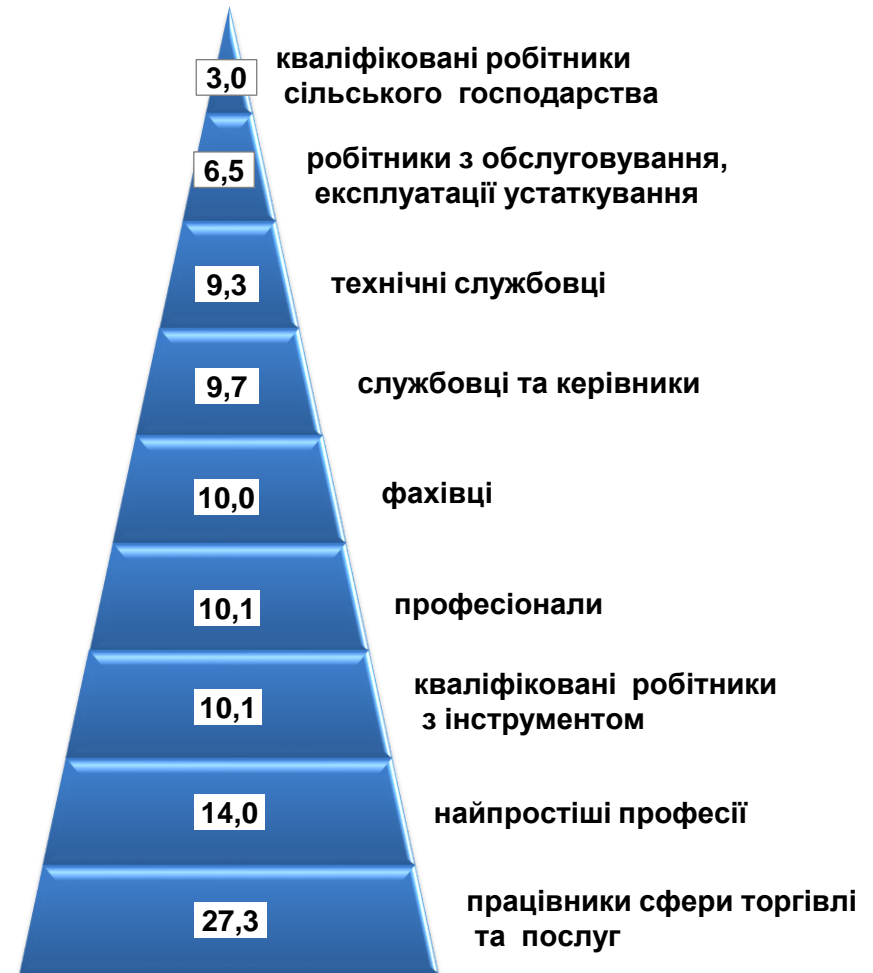 кваліфіковані робітники
3,0
сільського господарства
робітники з обслуговування,
6,5
експлуатації устаткування
9,3 технічні службовці
9,7 службовці та керівники
10,0 фахівці
10,1 професіонали
кваліфіковані робітники
10,1
з інструментом
14,0 найпростіші професії
працівники сфери торгівлі
27,3
та послуг